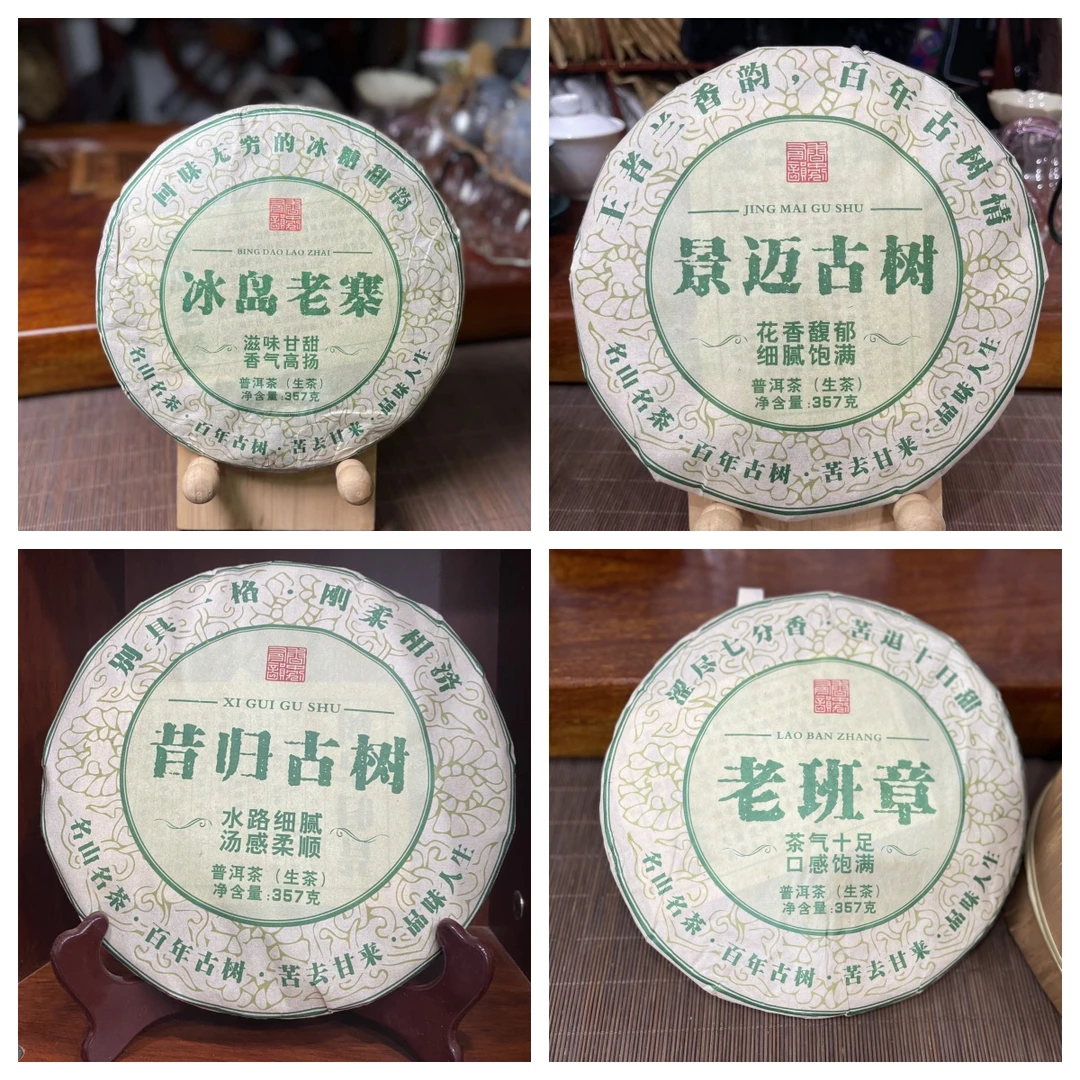 回味无穷的冰糖甜韵
BING DAO LAO ZHAI
冰岛老寨
滋味甘甜
香气高扬
普洱茶（生茶）
净含量:357克
名山名茶·百年古树·苦去甘来·品味人生
王者兰香韵，百年古树情
JING MAI GU SHU
景迈古树
花香馥郁
细腻饱满
普洱茶（生茶）
净含量:357克
名山名茶·百年古树·苦去甘来·品味人生
别具一格·刚柔相济
XI GUI GU SHU
昔归古树
水路细腻
汤感柔顺
普洱茶（生茶）
净含量:357克
名山名茶·百年古树·苦去甘来·品味人生
涩尽七分香·苦退十日甜
LAO BAN ZHANG
老班章
茶气十足
口感饱满
普洱茶（生茶）
净含量:357克
名山名茶·百年古树·苦去甘来·品味人生